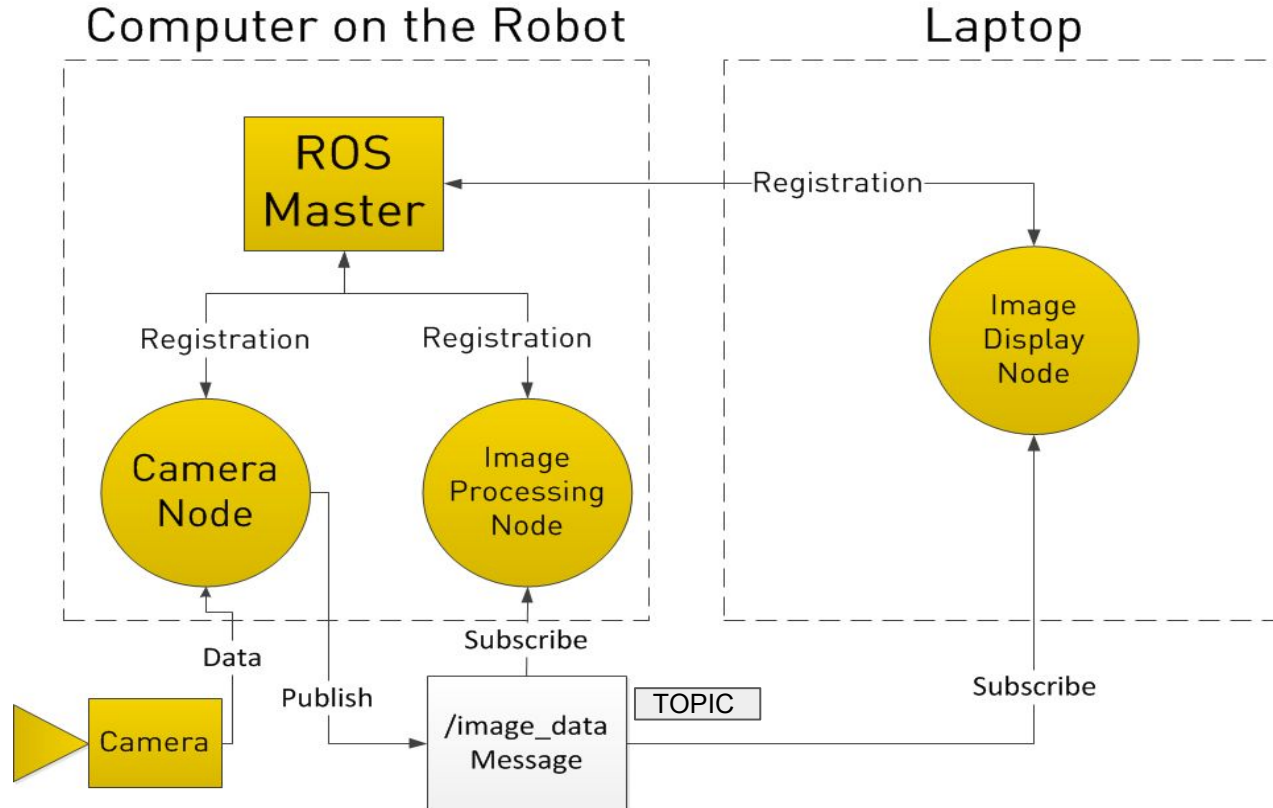 Computer on the Robot
Laptop
ROS
Master
Registration
Registration
Registration
Image
Display
Node
Camera
Node
Image
Processing
Node
Subscribe
Data
Publish
Subscribe
TOPIC
/image_data
Message
Camera